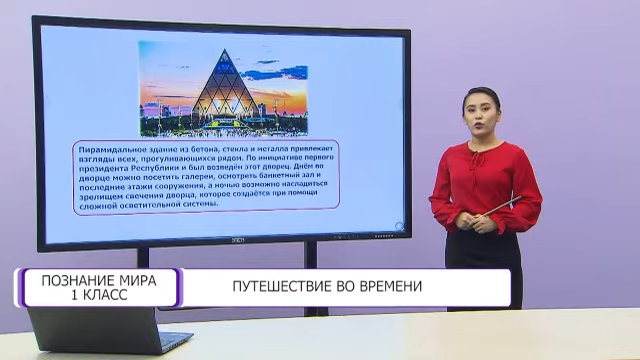 Пирамидальное здание из бетона, стекла и металла привлекает
взгляды всех, прогуливающихся рядом. По инициативе первого
президента Республики и был возведён этот дворец. Днём во
дворце можно посетить галереи, осмотреть банкетный зал и
последние этажи сооружения, а ночью возможно насладиться
зрелищем свечения дворца, которое создаётся при помощи
сложной осветительной системы.
ПОЗНАНИЕ МИРА
1 КЛАСС
ПУТЕШЕСТВИЕ ВО ВРЕМЕНИ